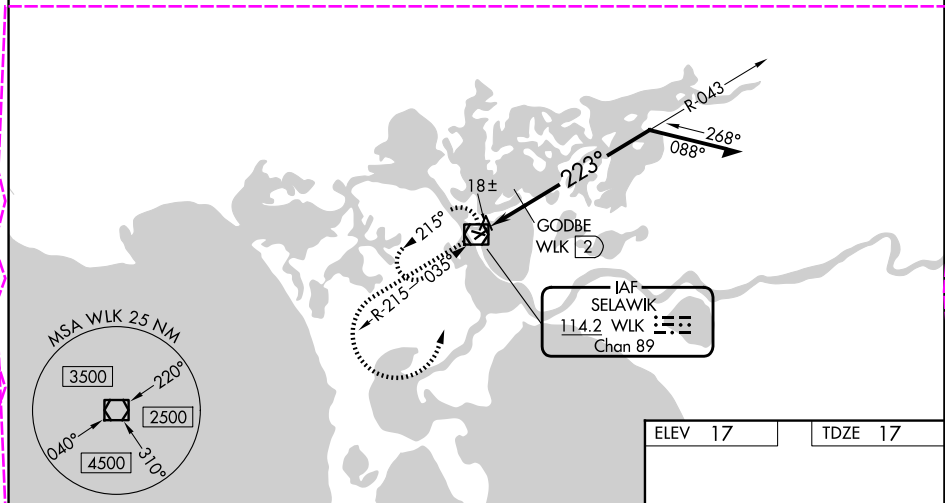 R-043
268°
088°
223°
18±
GODBE
WLK 2
215°
R-215
035°
IAF
SELAWIK
114.2 WLK
Chan 89
MSA WLK 25 NM
3500
220°
2500
040°
4500
310°
ELEV 17
TDZE 17